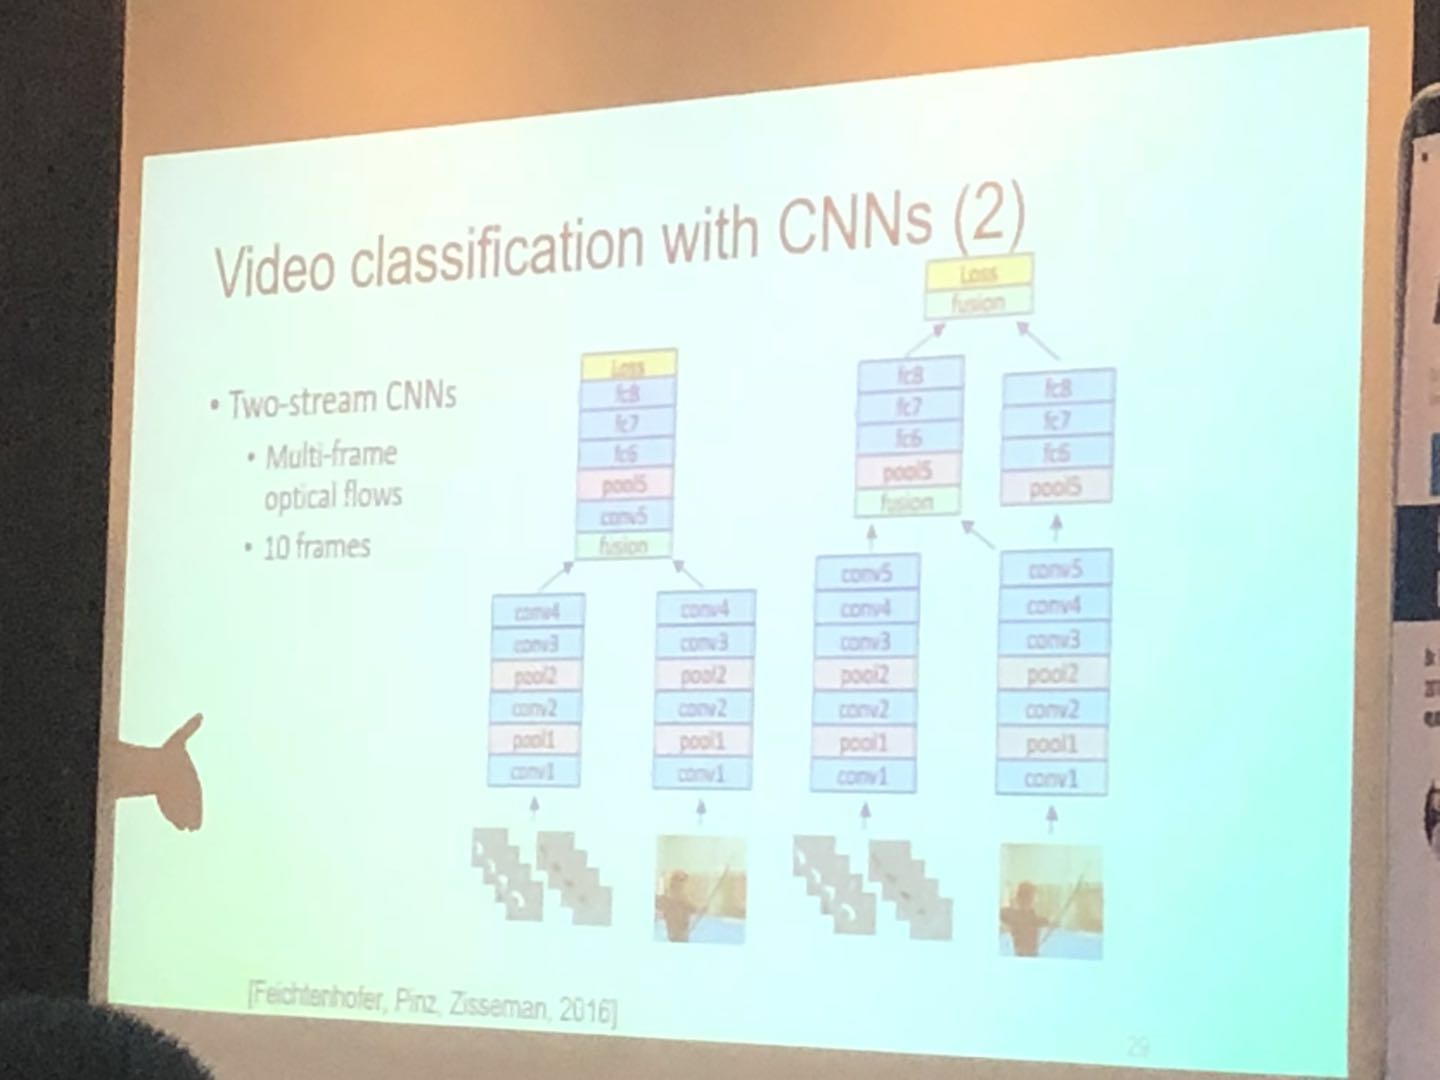 Video classification with CNNs (2)
• Two-stream CNNs
• Multi-frame
optical flows
• 10 frames
Loss
fc8
fc7
fc6
pool5
conv5
fusion
conv4
conv3
pool2
conv2
pool1
conv1
conv4
conv3
pool2
conv2
pool1
conv1
Loss
fusion
fc8
fc7
fc6
pool5
fusion
fc8
fc7
fc6
pool5
conv5
conv4
conv3
pool2
conv2
pool1
conv1
conv5
conv4
conv3
pool2
conv2
pool1
conv1
[Feichtenhofer, Pinz, Zisseman, 2016]
29